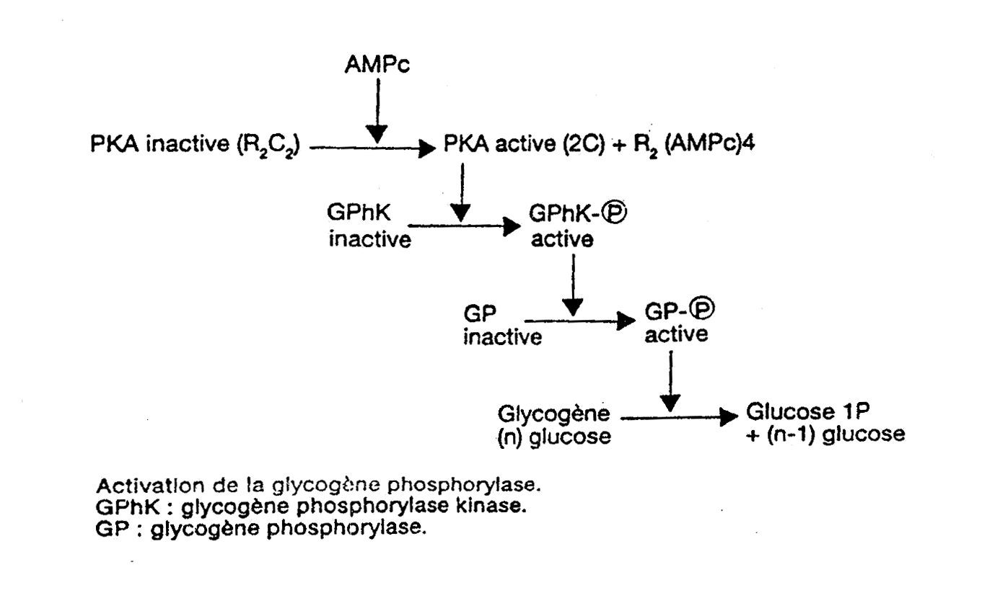 AMPc
PKA inactive (R₂C₂) PKA active (2C) + R₂ (AMPc)4
GPhK GPhK-Ⓟ
inactive active
GP GP-Ⓟ
inactive active
Glycogène Glucose 1P
(n) glucose + (n-1) glucose
Activation de la glycogène phosphorylase.
GPhK : glycogène phosphorylase kinase.
GP : glycogène phosphorylase.